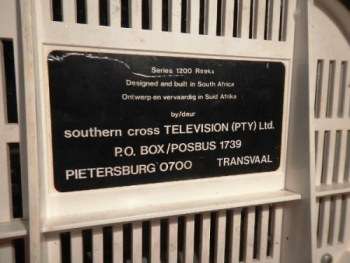 Series 1200 Reeks
Designed and built in South Africa
Ontwerp en vervaardig in Suid Afrika
by/deur
southern cross TELEVISION (PTY) Ltd.
P.O. BOX/POSBUS 1739
PIETERSBURG 0700 TRANSVAAL